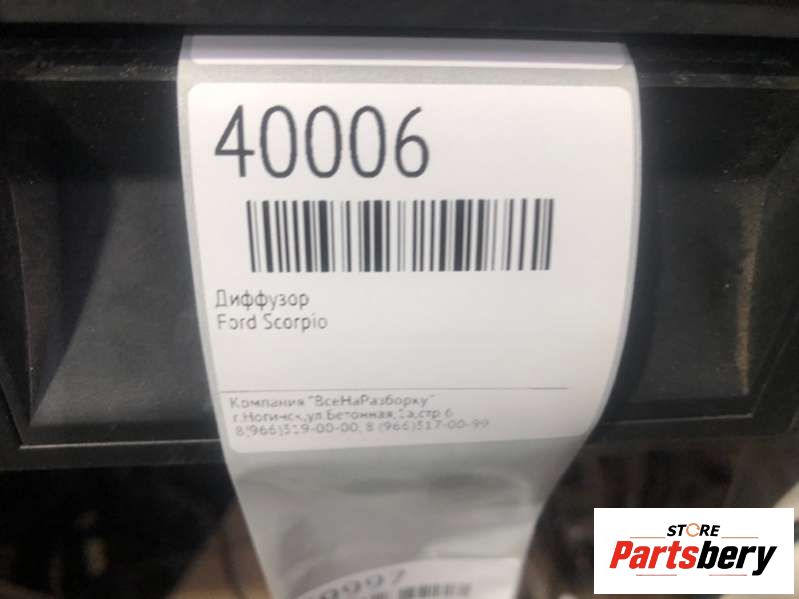 40006
Диффузор
Ford Scorpio
Компания "ВсеНаРазборку"
г.Ногинск,ул.Бетонная,1а,стр.6
8(966)319-00-00, 8 (966)317-00-99
STORE
Partsbery